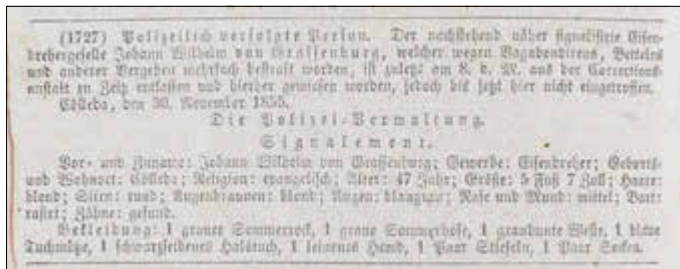 (1727) Polizeilich verfolgte Person. Der nachstehend näher signalisirte Eisen-
drehergeselle Johann Wilhelm von Graffenburg, welcher wegen Vagabondirens, Bettelns
und anderer Vergehen mehrfach bestraft worden, ist zuletzt am 8. d. M. aus der Corrections-
anstalt zu Zeitz entlassen und hierher gewiesen worden, jedoch bis jetzt hier nicht eingetroffen.
Cölleda, den 30. November 1855.
Die Polizei-Verwaltung.
Signalement.
Vor- und Zuname: Johann Wilhelm von Graffenburg; Gewerbe: Eisendreher; Geburts-
und Wohnort: Cölleda; Religion: evangelisch; Alter: 47 Jahr; Größe: 5 Fuß 7 Zoll; Haare:
blond; Stirn: rund; Augenbraunen: blond; Augen: blaugrau; Nase und Mund: mittel; Bart:
rasirt; Zähne: gesund.
Bekleidung: 1 grauer Sommerrock, 1 graue Sommerhose, 1 graubunte Weste, 1 blaue
Tuchmütze, 1 schwarzseidenes Halstuch, 1 leinenes Hemd, 1 Paar Stiefeln, 1 Paar Socken.